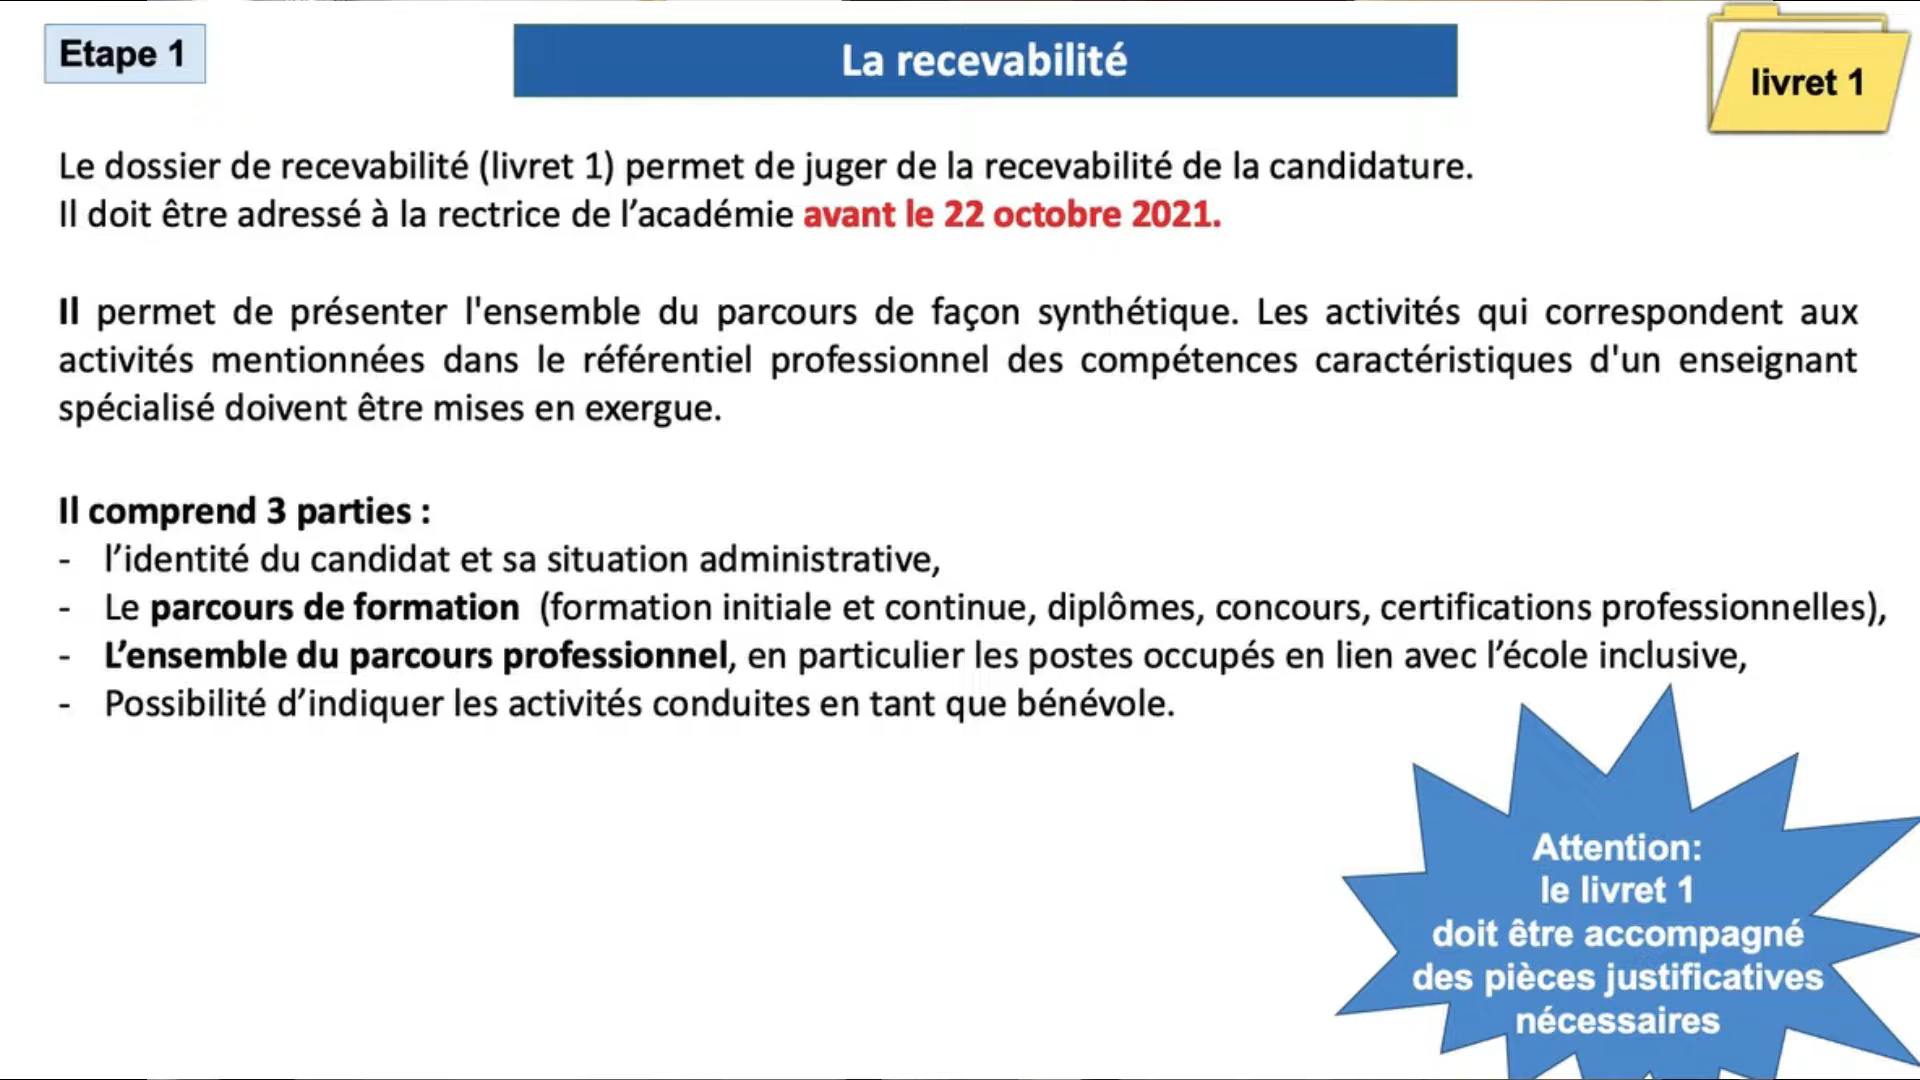 Etape 1
La recevabilité
livret 1
Le dossier de recevabilité (livret 1) permet de juger de la recevabilité de la candidature.
Il doit être adressé à la rectrice de l’académie avant le 22 octobre 2021.
Il permet de présenter l'ensemble du parcours de façon synthétique. Les activités qui correspondent aux
activités mentionnées dans le référentiel professionnel des compétences caractéristiques d'un enseignant
spécialisé doivent être mises en exergue.
Il comprend 3 parties :
- l’identité du candidat et sa situation administrative,
- Le parcours de formation (formation initiale et continue, diplômes, concours, certifications professionnelles),
- L’ensemble du parcours professionnel, en particulier les postes occupés en lien avec l’école inclusive,
- Possibilité d’indiquer les activités conduites en tant que bénévole.
Attention:
le livret 1
doit être accompagné
des pièces justificatives
nécessaires